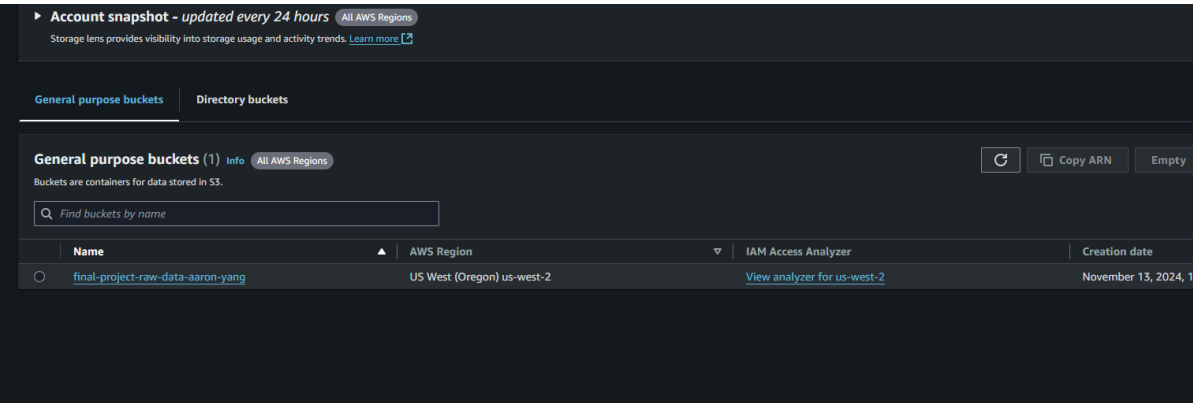 Account snapshot - updated every 24 hours All AWS Regions
Storage lens provides visibility into storage usage and activity trends. Learn more
General purpose buckets Directory buckets
General purpose buckets (1) Info All AWS Regions
Copy ARN Empty
Buckets are containers for data stored in S3.
Find buckets by name
Name AWS Region IAM Access Analyzer Creation date
final-project-raw-data-aaron-yang US West (Oregon) us-west-2 View analyzer for us-west-2 November 13, 2024, 1